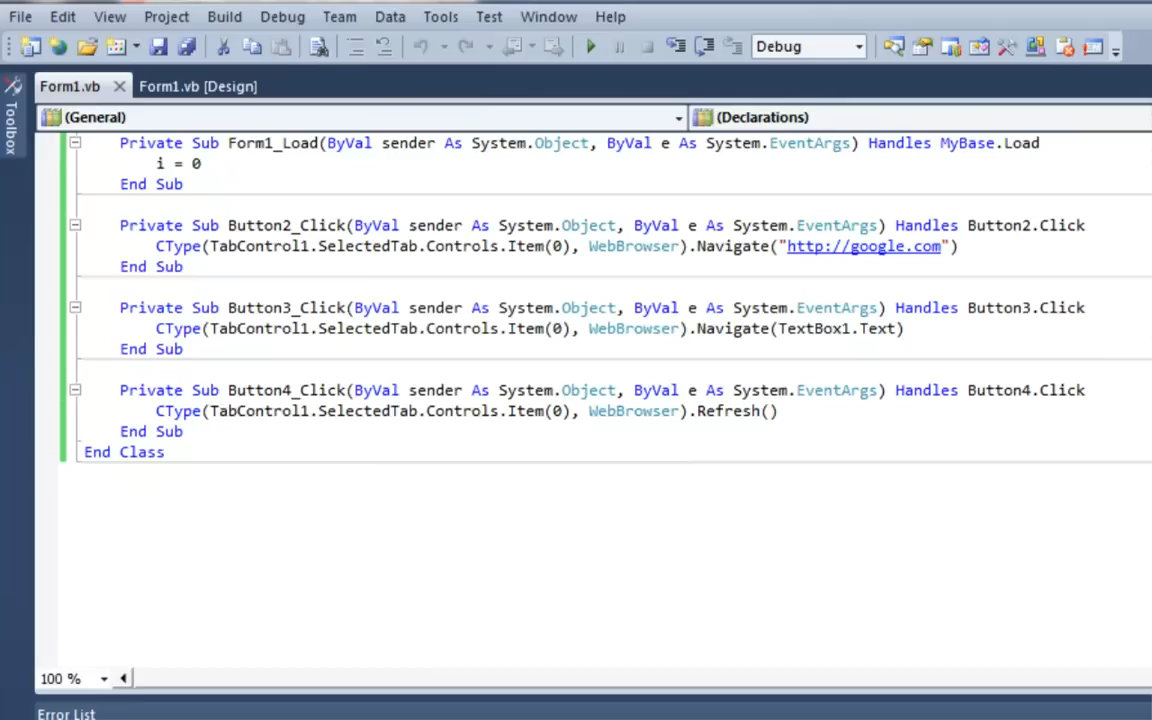 File Edit View Project Build Debug Team Data Tools Test Window Help
Debug
Form1.vb Form1.vb [Design]
Toolbox
(General) (Declarations)
Private Sub Form1_Load(ByVal sender As System.Object, ByVal e As System.EventArgs) Handles MyBase.Load
i = 0
End Sub
Private Sub Button2_Click(ByVal sender As System.Object, ByVal e As System.EventArgs) Handles Button2.Click
CType(TabControl1.SelectedTab.Controls.Item(0), WebBrowser).Navigate("http://google.com")
End Sub
Private Sub Button3_Click(ByVal sender As System.Object, ByVal e As System.EventArgs) Handles Button3.Click
CType(TabControl1.SelectedTab.Controls.Item(0), WebBrowser).Navigate(TextBox1.Text)
End Sub
Private Sub Button4_Click(ByVal sender As System.Object, ByVal e As System.EventArgs) Handles Button4.Click
CType(TabControl1.SelectedTab.Controls.Item(0), WebBrowser).Refresh()
End Sub
End Class
100 %
Error List